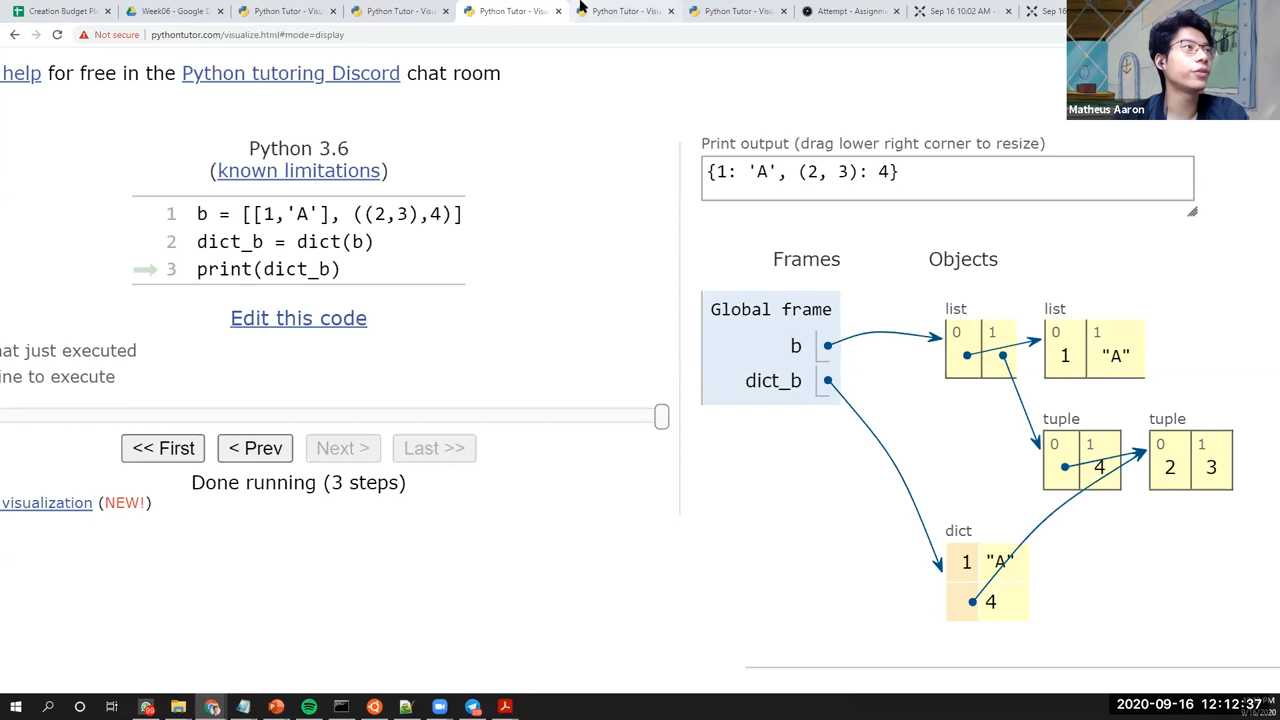 Creation Budget Pl
Week06 - Google D
Python Tutor - Visu
Python Tutor - Visu
Python Tutor - Visu
Python Tutor - Visu
Python Tutor - Visu
Attempt - Assignm
Sep 16 10:02 AM -
Sep 16
Not secure | pythontutor.com/visualize.html#mode=display
Matheus Aaron
help for free in the Python tutoring Discord chat room
Python 3.6
(known limitations)
1 b = [[1,'A'], ((2,3),4)]
2 dict_b = dict(b)
3 print(dict_b)
Edit this code
hat just executed
ine to execute
<< First < Prev Next > Last >>
Done running (3 steps)
visualization (NEW!)
Print output (drag lower right corner to resize)
{1: 'A', (2, 3): 4}
Frames Objects
Global frame
b
dict_b
list
0 1
list
0 1
1 "A"
tuple
0 1
4
tuple
0 1
2 3
dict
1 "A"
4
2020-09-16 12:12:37